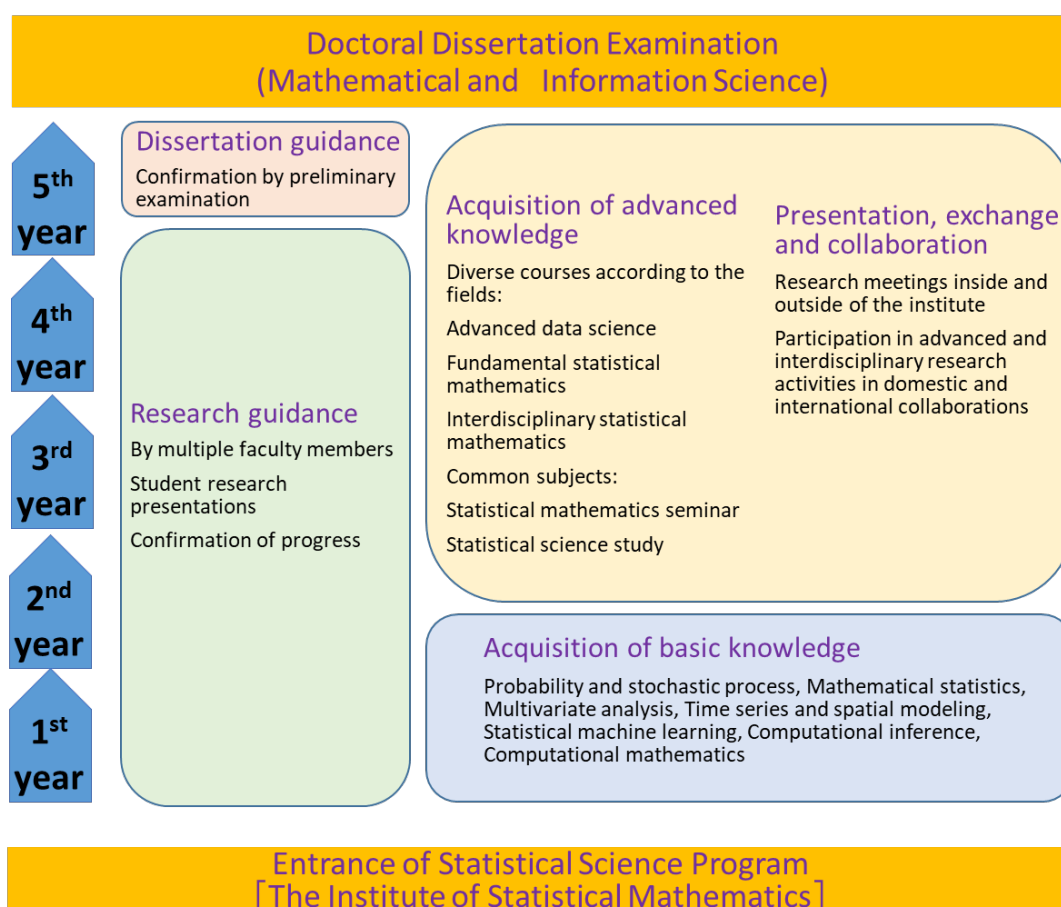 Doctoral Dissertation Examination
(Mathematical and Information Science)
5th
year
4th
year
3rd
year
2nd
year
1st
year
Dissertation guidance
Confirmation by preliminary
examination
Research guidance
By multiple faculty members
Student research
presentations
Confirmation of progress
Acquisition of advanced
knowledge
Diverse courses according to the
fields:
Advanced data science
Fundamental statistical
mathematics
Interdisciplinary statistical
mathematics
Common subjects:
Statistical mathematics seminar
Statistical science study
Presentation, exchange
and collaboration
Research meetings inside and
outside of the institute
Participation in advanced and
interdisciplinary research
activities in domestic and
international collaborations
Acquisition of basic knowledge
Probability and stochastic process, Mathematical statistics,
Multivariate analysis, Time series and spatial modeling,
Statistical machine learning, Computational inference,
Computational mathematics
Entrance of Statistical Science Program
[The Institute of Statistical Mathematics]